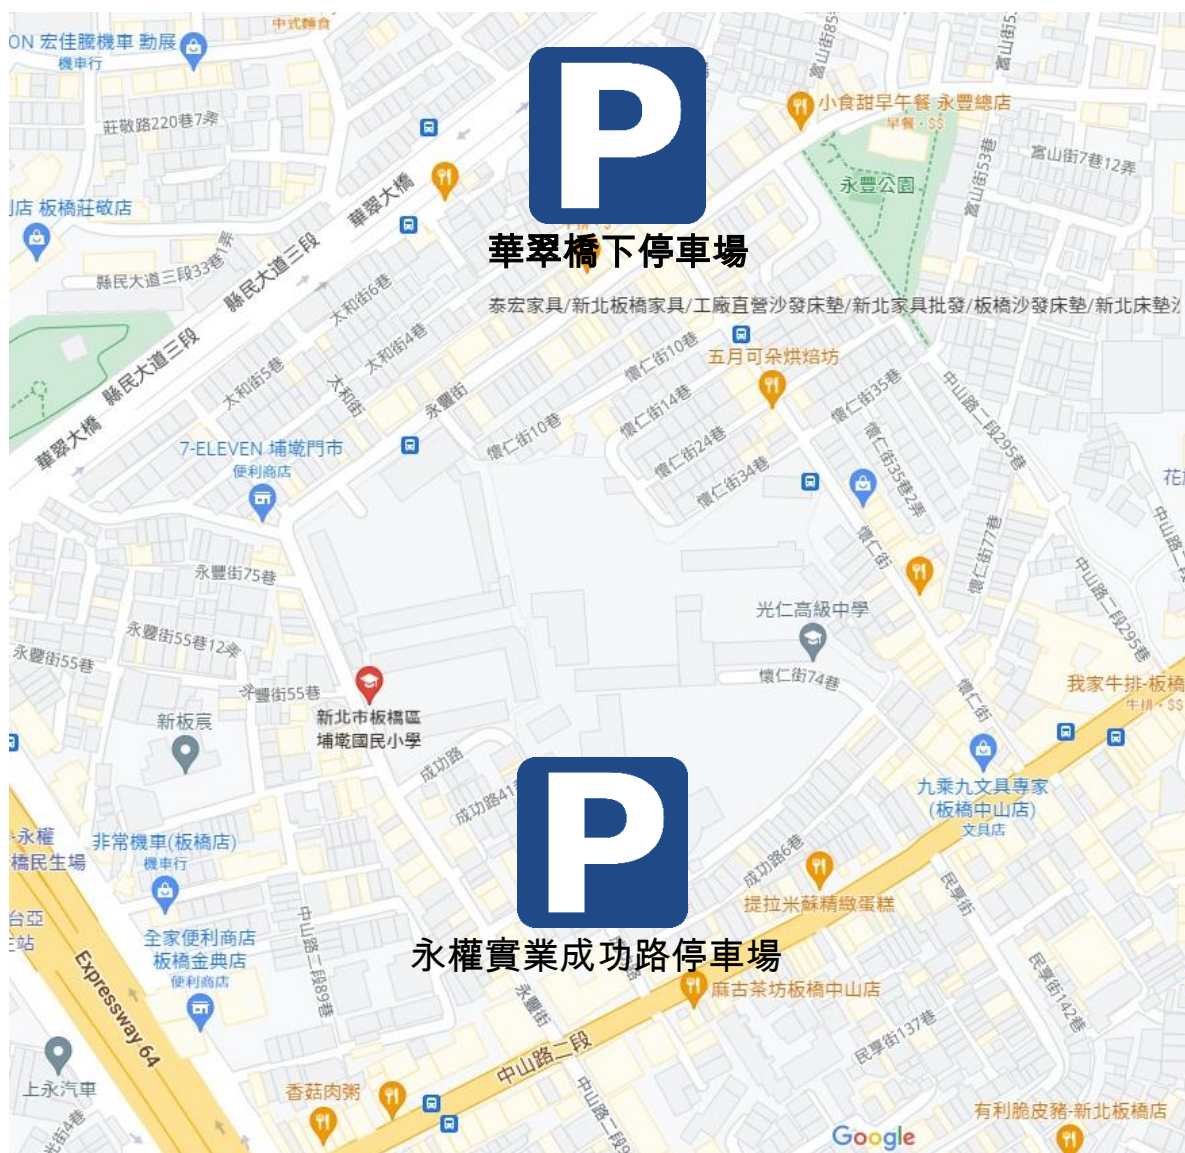 中式麵食
ON 宏佳騰機車 勳展
機車行
富山街85巷
莊敬路220巷7弄
小食甜早午餐 永豐總店
早餐・$$
富山街53巷
富山街7巷12弄
永豐公園
板橋莊敬店
華翠大橋
縣民大道三段
縣民大道三段33巷1弄
P
華翠橋下停車場
泰宏家具/新北板橋家具/工廠直營沙發床墊/新北家具批發/板橋沙發床墊/新北床墊
太和街6巷
太和街4巷
太和街5巷
太和街
縣民大道三段
華翠大橋
永豐街
懷仁街10巷
懷仁街10巷
懷仁街14巷
懷仁街24巷
懷仁街34巷
五月可朵烘焙坊
懷仁街35巷
懷仁街35巷2弄
中山路二段295巷
7-ELEVEN 埔墘門市
便利商店
懷仁街
懷仁街77巷
中山路二段295巷
永豐街75巷
永豐街55巷12弄
永豐街55巷
永豐街55巷
光仁高級中學
懷仁街74巷
懷仁街
我家牛排-板橋
牛排・$$
新北市板橋區
埔墘國民小學
新板宸
成功路
成功路41巷
九乘九文具專家
(板橋中山店)
文具店
永權
橋民生場
非常機車(板橋店)
機車行
P
永權實業成功路停車場
成功路6巷
提拉米蘇精緻蛋糕
民享街
台亞
全家便利商店
板橋金典店
便利商店
中山路二段89巷
Expressway 64
永豐街
麻古茶坊板橋中山店
民享街142巷
民享街137巷
中山路二段
上永汽車
香菇肉粥
有利脆皮豬-新北板橋店
Google